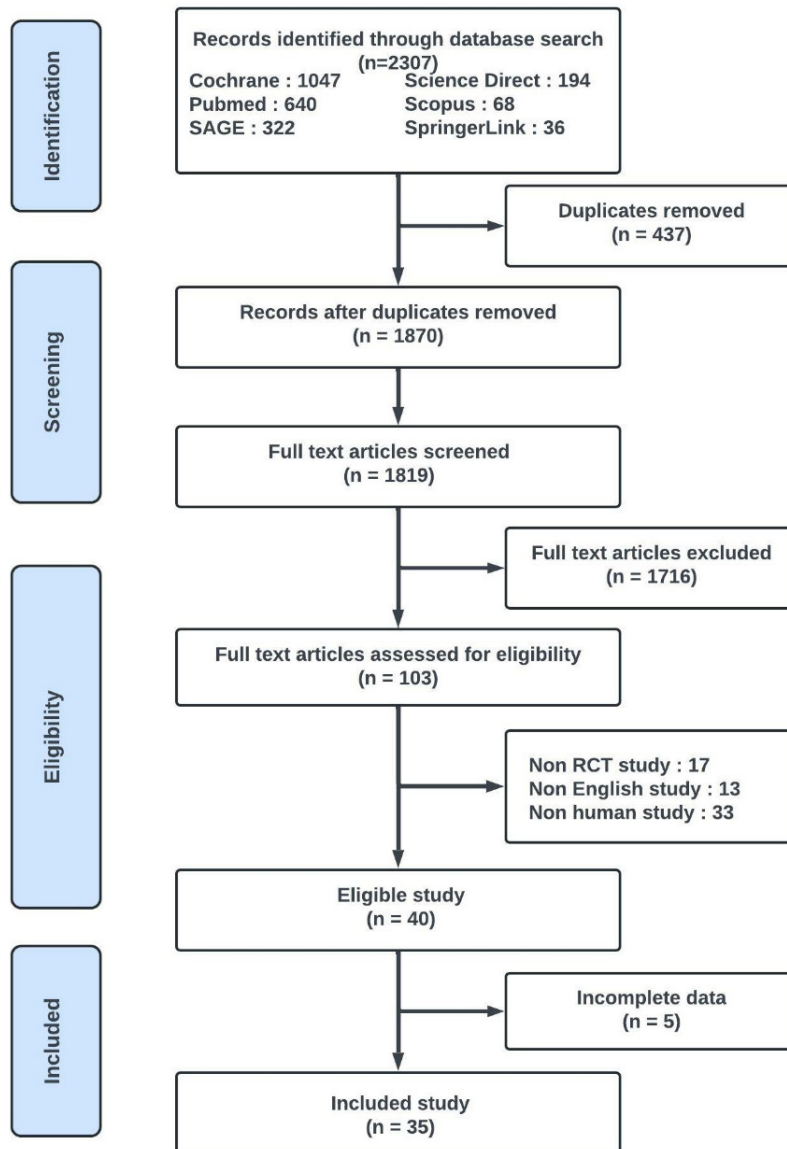 Identification
Records identified through database search
(n=2307)
Cochrane : 1047
Pubmed : 640
SAGE : 322
Science Direct : 194
Scopus : 68
SpringerLink : 36
Duplicates removed
(n = 437)
Screening
Records after duplicates removed
(n = 1870)
Full text articles screened
(n = 1819)
Full text articles excluded
(n = 1716)
Eligibility
Full text articles assessed for eligibility
(n = 103)
Non RCT study : 17
Non English study : 13
Non human study : 33
Eligible study
(n = 40)
Included
Incomplete data
(n = 5)
Included study
(n = 35)